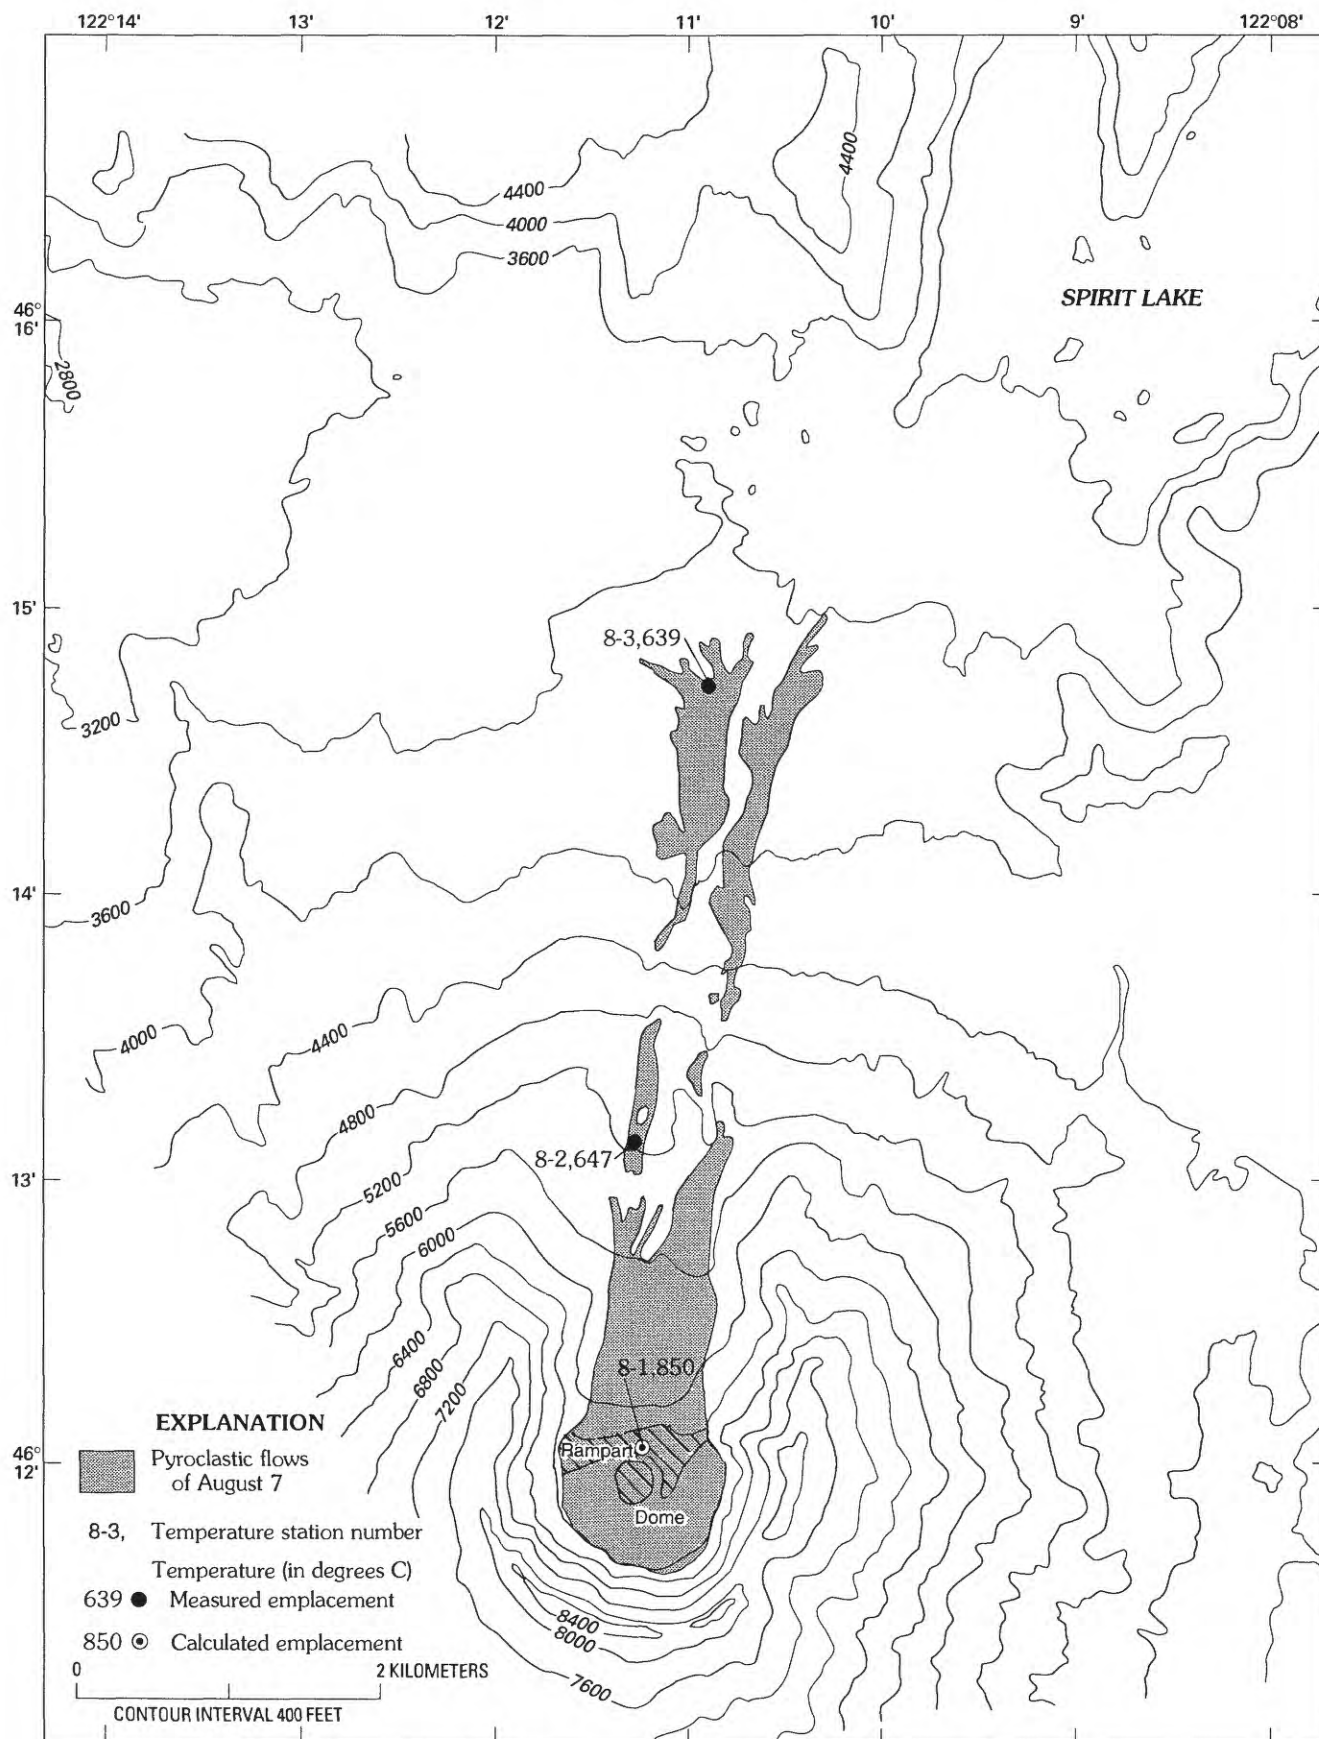 122°14' 13' 12' 11' 10' 9' 122°08'
4400
4400
4000
3600
SPIRIT LAKE
46°
16'
2800
15'
8-3,639
3200
14'
3600
4000
4400
4800
8-2,647
13'
5200
5600
6000
6400
8-1,850
6800
7200
EXPLANATION
Pyroclastic flows
of August 7
Rampart
46°
12'
Dome
8-3, Temperature station number
Temperature (in degrees C)
639 Measured emplacement
850 Calculated emplacement
8400
8000
7600
0 2 KILOMETERS
CONTOUR INTERVAL 400 FEET